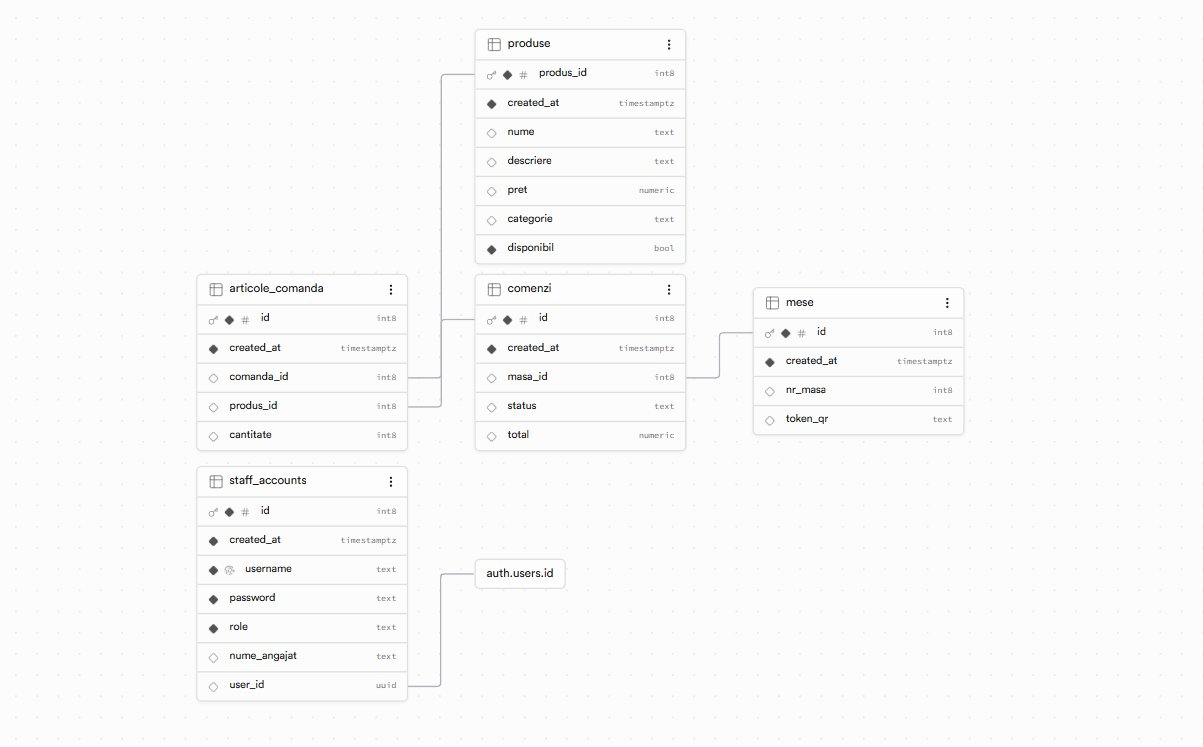 produse
# produs_id int8
created_at timestamptz
nume text
descriere text
pret numeric
categorie text
disponibil bool
articole_comanda
# id int8
created_at timestamptz
comanda_id int8
produs_id int8
cantitate int8
comenzi
# id int8
created_at timestamptz
masa_id int8
status text
total numeric
mese
# id int8
created_at timestamptz
nr_masa int8
token_qr text
staff_accounts
# id int8
created_at timestamptz
username text
password text
role text
nume_angajat text
user_id uuid
auth.users.id